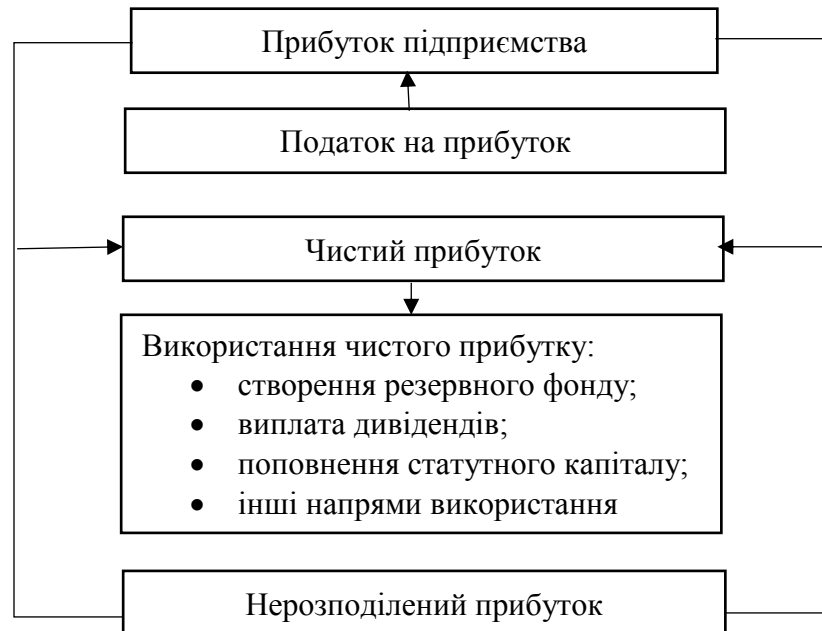 Прибуток підприємства
Податок на прибуток
Чистий прибуток
Використання чистого прибутку:
• створення резервного фонду;
• виплата дивідендів;
• поповнення статутного капіталу;
• інші напрями використання
Нерозподілений прибуток